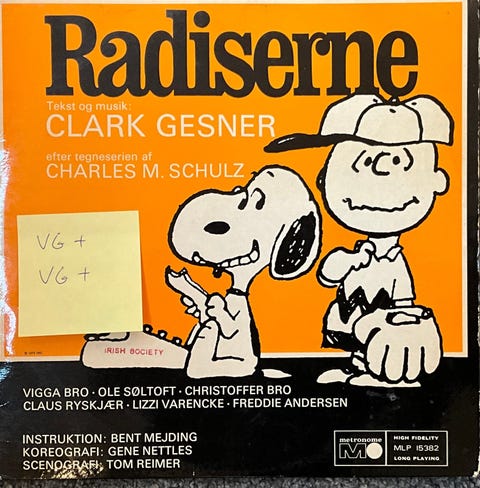 Radiserne
Tekst og musik:
CLARK GESNER
efter tegneserien af
CHARLES M. SCHULZ
VG +
VG +
IRISH SOCIETY
VIGGA BRO · OLE SØLTOFT · CHRISTOFFER BRO
CLAUS RYSKJÆR · LIZZI VARENCKE · FREDDIE ANDERSEN
INSTRUKTION: BENT MEJDING
KOREOGRAFI: GENE NETTLES
SCENOGRAFI: TOM REIMER
metronome
HIGH FIDELITY
MLP 15382
LONG PLAYING